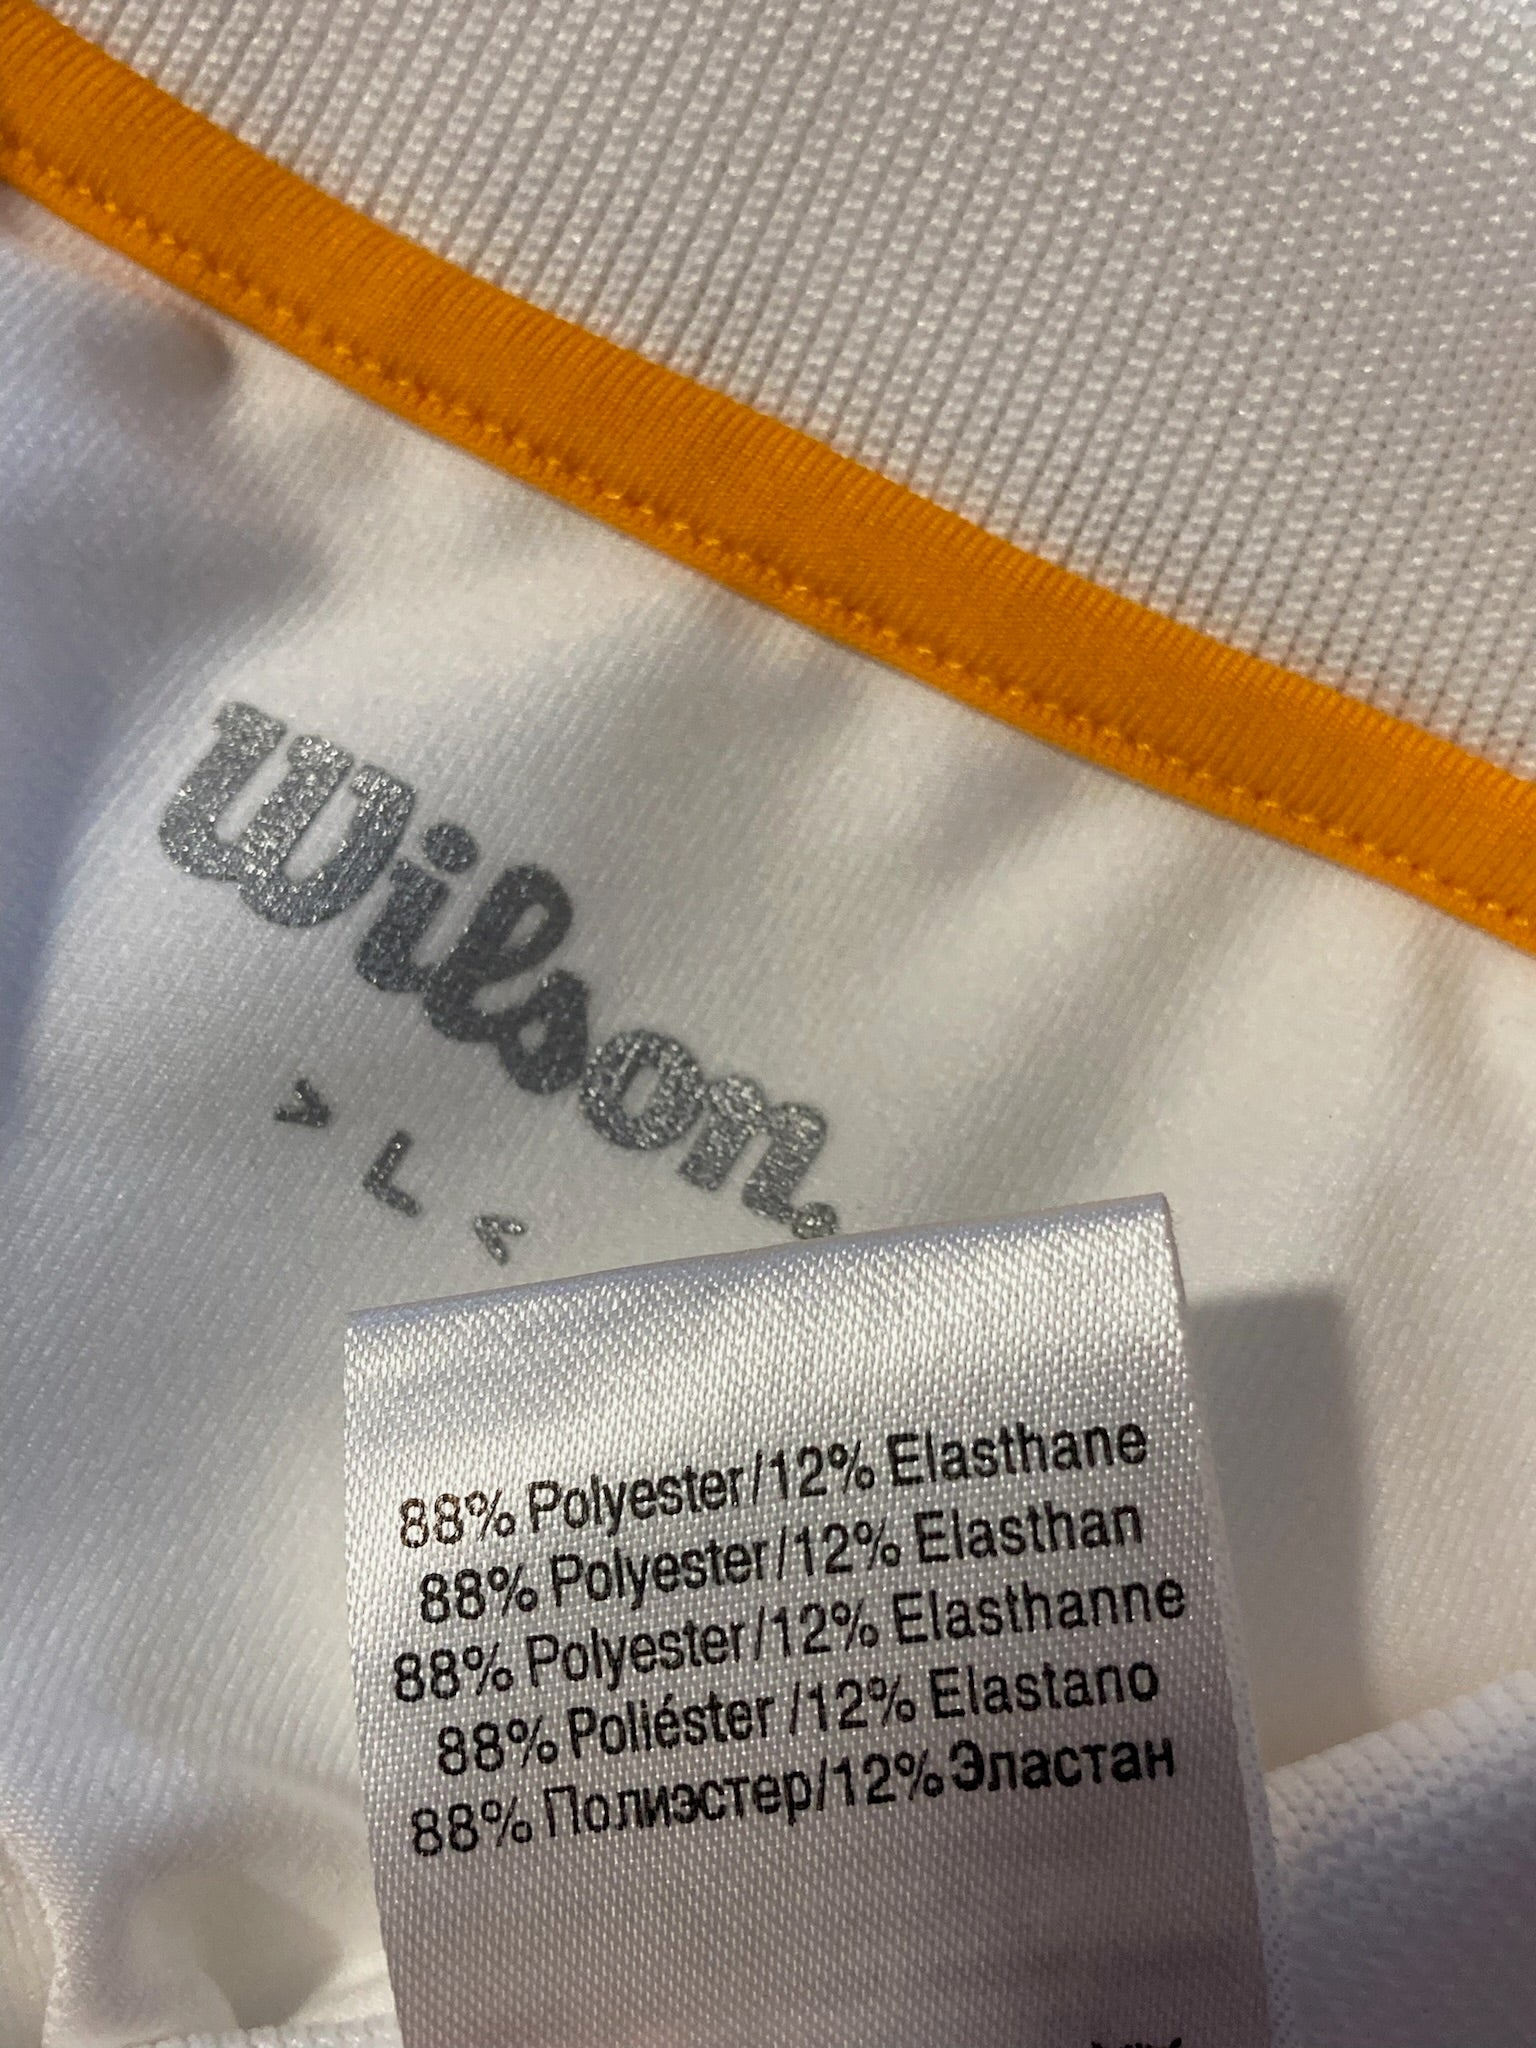 Wilson.
88% Polyester/12% Elasthane
88% Polyester/12% Elasthan
88% Polyester/12% Elasthanne
88% Poliéster /12% Elastano
88% Полиэстер/12% Эластан